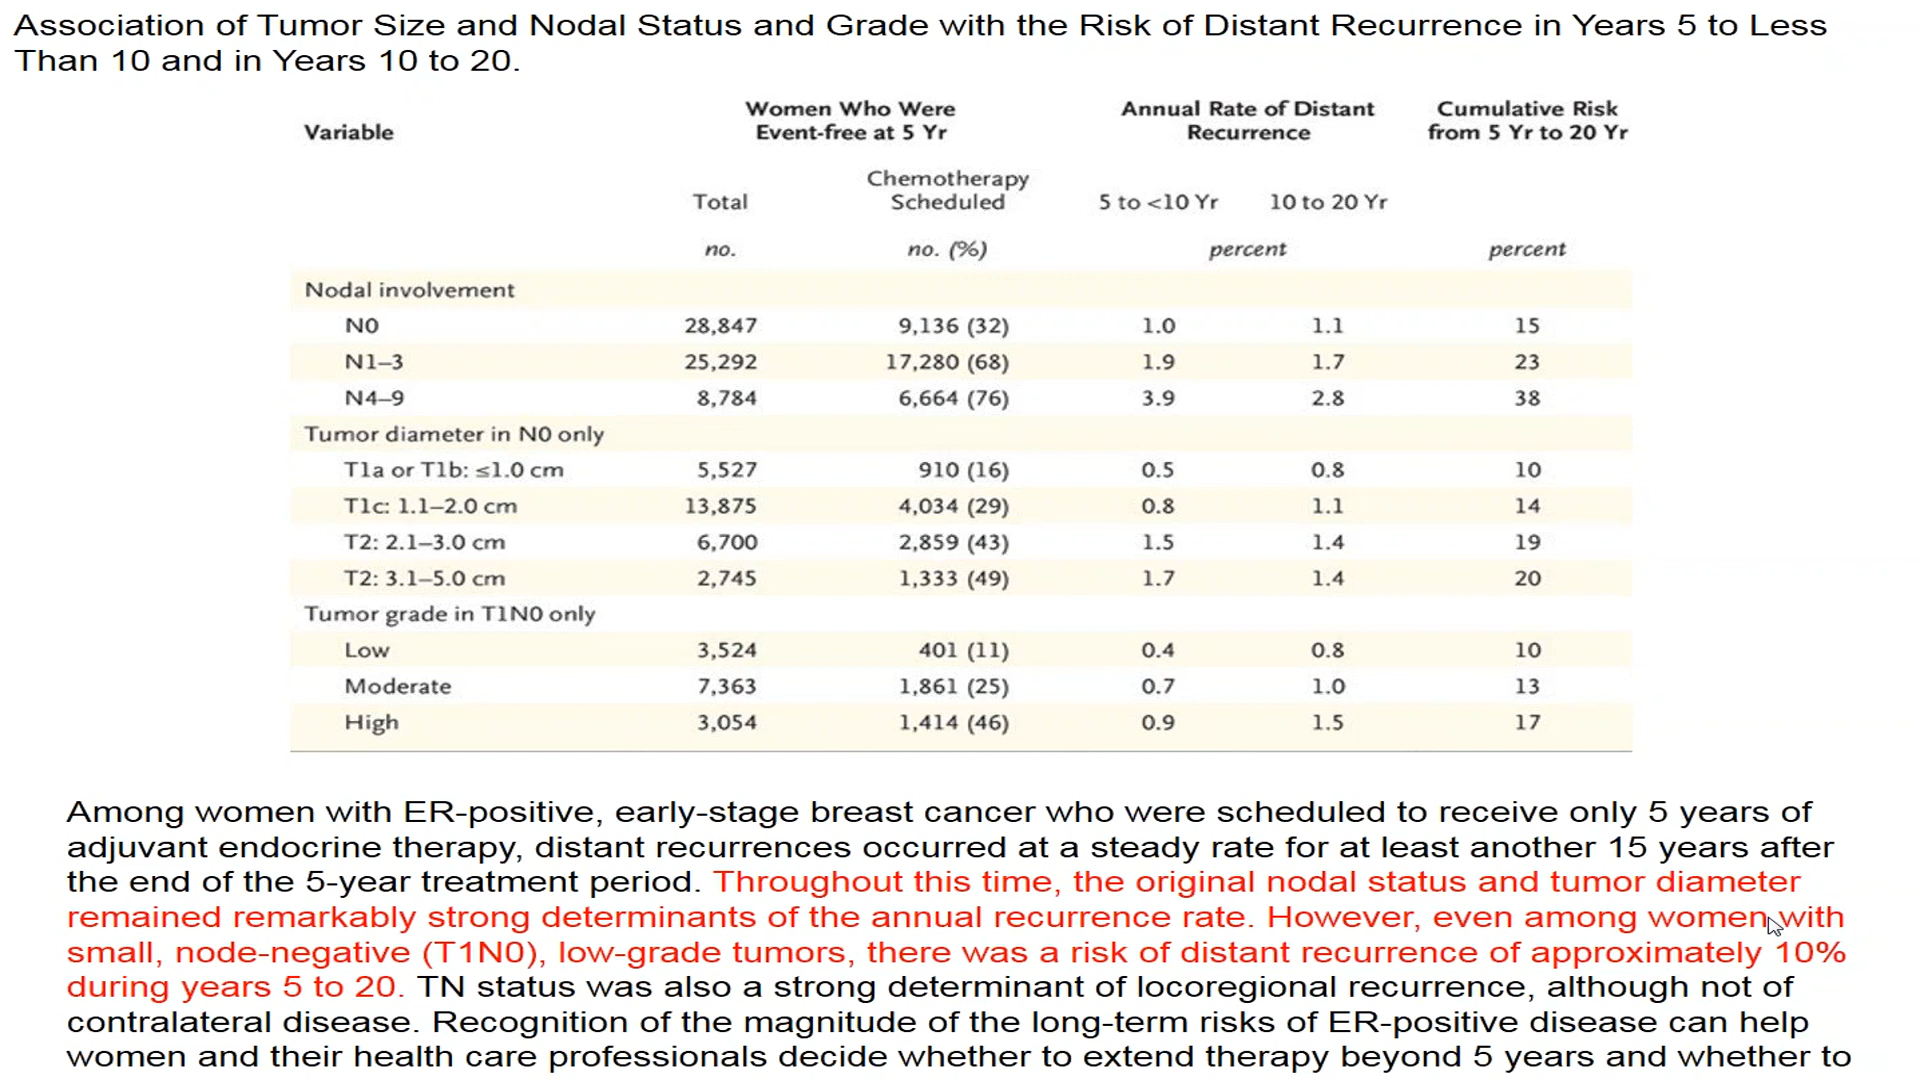 Association of Tumor Size and Nodal Status and Grade with the Risk of Distant Recurrence in Years 5 to Less
Than 10 and in Years 10 to 20.
Variable Women Who Were Event-free at 5 Yr Annual Rate of Distant Recurrence Cumulative Risk from 5 Yr to 20 Yr
Total Chemotherapy Scheduled 5 to <10 Yr 10 to 20 Yr
no. no. (%) percent percent
Nodal involvement
N0 28,847 9,136 (32) 1.0 1.1 15
N1–3 25,292 17,280 (68) 1.9 1.7 23
N4–9 8,784 6,664 (76) 3.9 2.8 38
Tumor diameter in N0 only
T1a or T1b: ≤1.0 cm 5,527 910 (16) 0.5 0.8 10
T1c: 1.1–2.0 cm 13,875 4,034 (29) 0.8 1.1 14
T2: 2.1–3.0 cm 6,700 2,859 (43) 1.5 1.4 19
T2: 3.1–5.0 cm 2,745 1,333 (49) 1.7 1.4 20
Tumor grade in T1N0 only
Low 3,524 401 (11) 0.4 0.8 10
Moderate 7,363 1,861 (25) 0.7 1.0 13
High 3,054 1,414 (46) 0.9 1.5 17
Among women with ER-positive, early-stage breast cancer who were scheduled to receive only 5 years of
adjuvant endocrine therapy, distant recurrences occurred at a steady rate for at least another 15 years after
the end of the 5-year treatment period. Throughout this time, the original nodal status and tumor diameter
remained remarkably strong determinants of the annual recurrence rate. However, even among women with
small, node-negative (T1N0), low-grade tumors, there was a risk of distant recurrence of approximately 10%
during years 5 to 20. TN status was also a strong determinant of locoregional recurrence, although not of
contralateral disease. Recognition of the magnitude of the long-term risks of ER-positive disease can help
women and their health care professionals decide whether to extend therapy beyond 5 years and whether to